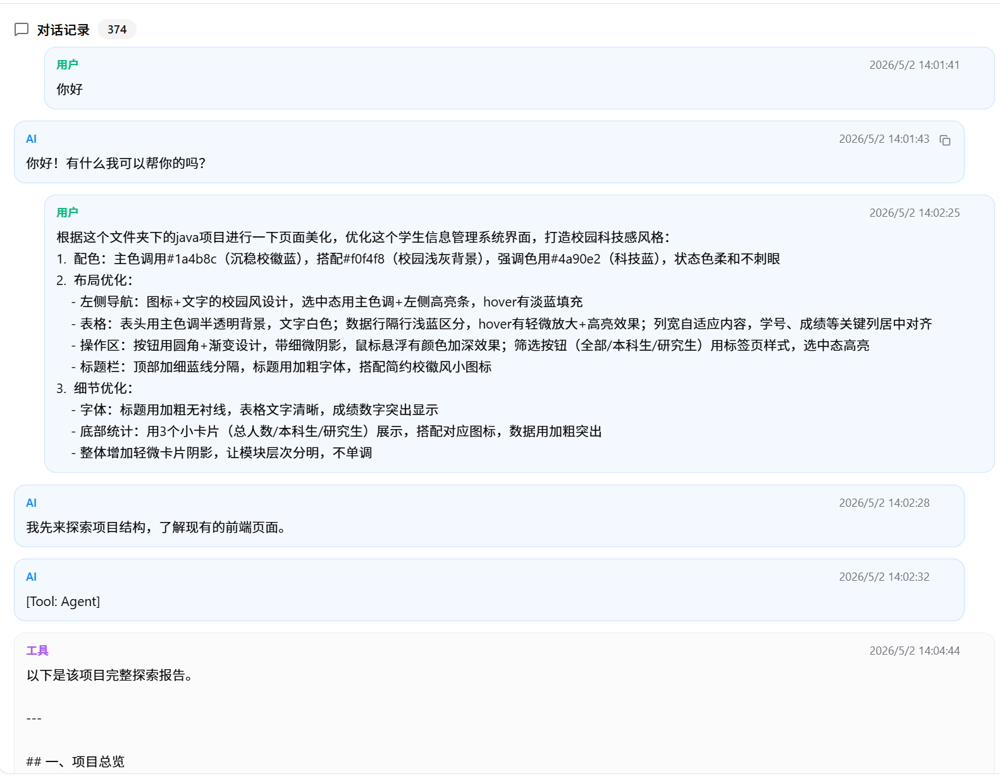 对话记录 374
用户 2026/5/2 14:01:41
你好
AI 2026/5/2 14:01:43
你好！有什么我可以帮你的吗？
用户 2026/5/2 14:02:25
根据这个文件夹下的java项目进行一下页面美化，优化这个学生信息管理系统界面，打造校园科技感风格：
1. 配色：主色调用#1a4b8c（沉稳校徽蓝），搭配#f0f4f8（校园浅灰背景），强调色用#4a90e2（科技蓝），状态色柔和不刺眼
2. 布局优化：
- 左侧导航：图标+文字的校园风设计，选中态用主色调+左侧高亮条，hover有淡蓝填充
- 表格：表头用主色调半透明背景，文字白色；数据行隔行浅蓝区分，hover有轻微放大+高亮效果；列宽自适应内容，学号、成绩等关键列居中对齐
- 操作区：按钮用圆角+渐变设计，带细微阴影，鼠标悬浮有颜色加深效果；筛选按钮（全部/本科生/研究生）用标签页样式，选中态高亮
- 标题栏：顶部加细蓝线分隔，标题用加粗字体，搭配简约校徽风小图标
3. 细节优化：
- 字体：标题用加粗无衬线，表格文字清晰，成绩数字突出显示
- 底部统计：用3个小卡片（总人数/本科生/研究生）展示，搭配对应图标，数据用加粗突出
- 整体增加轻微卡片阴影，让模块层次分明，不单调
AI 2026/5/2 14:02:28
我先来探索项目结构，了解现有的前端页面。
AI 2026/5/2 14:02:32
[Tool: Agent]
工具 2026/5/2 14:04:44
以下是该项目完整探索报告。
---
## 一、项目总览